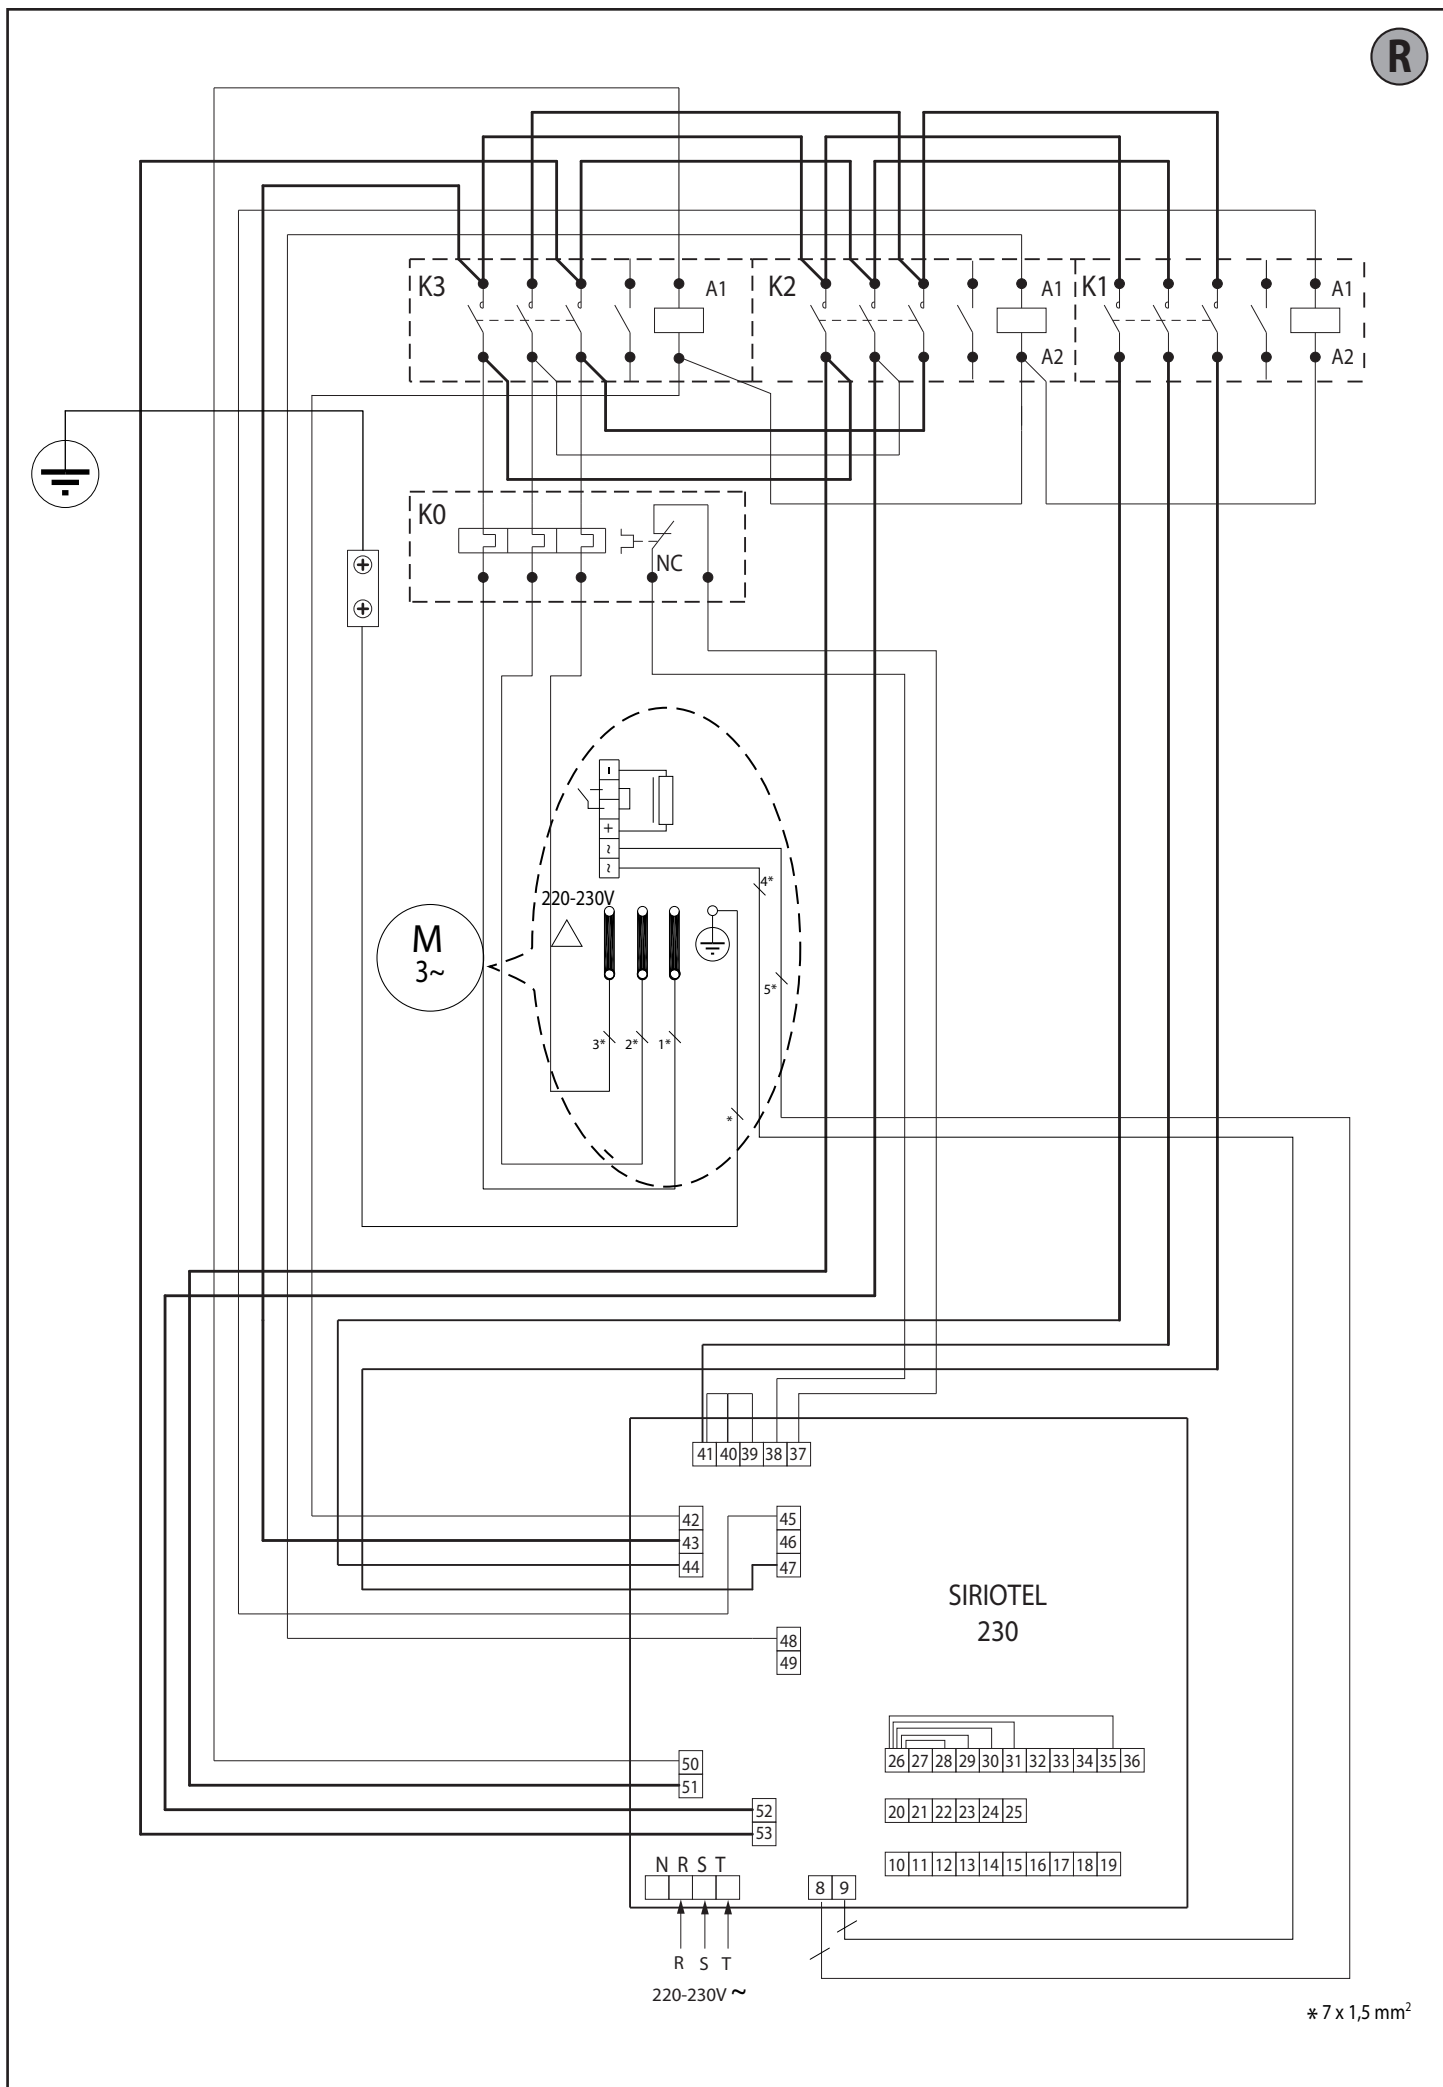 R
K3
A1
K2
A1
K1
A1
A2
A2
K0
NC
220-230V
4*
M
3~
5*
3*
2*
1*
*
41 40 39 38 37
42
43
44
45
46
47
SIRIOTEL
230
48
49
26 27 28 29 30 31 32 33 34 35 36
50
51
52
53
20 21 22 23 24 25
10 11 12 13 14 15 16 17 18 19
N R S T
8 9
R S T
220-230V ~
* 7 x 1,5 mm²